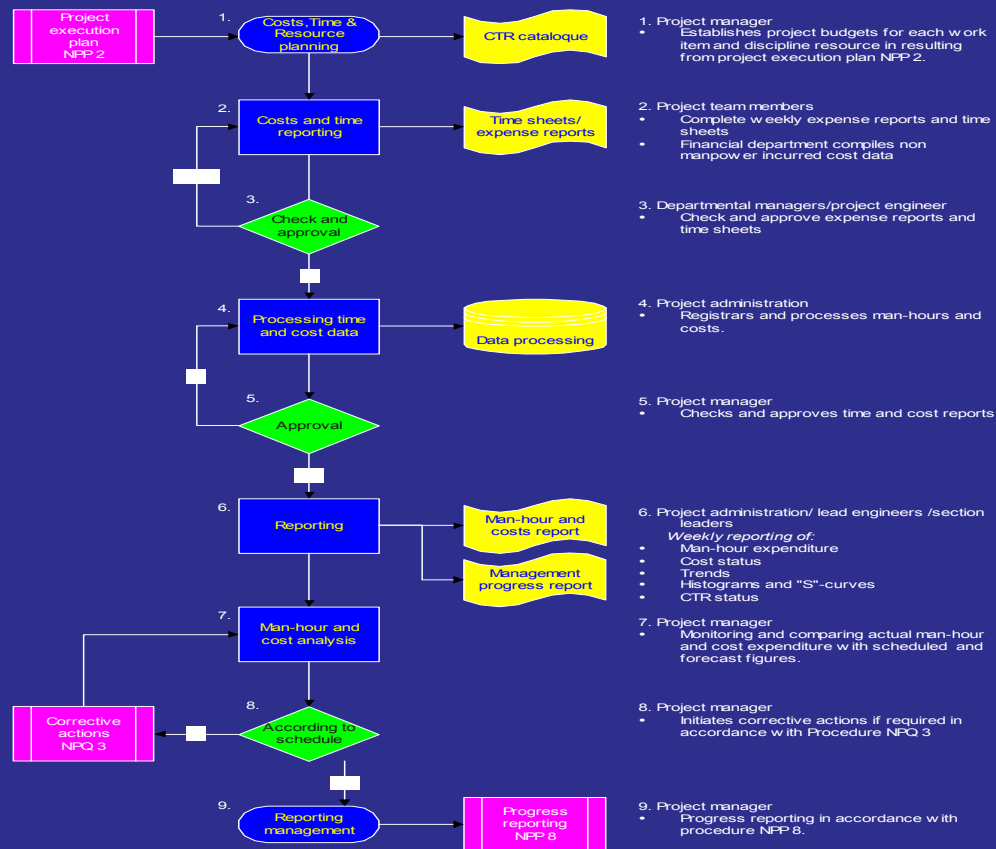 Project
execution
plan
NPP 2
1.
Costs,Time &
Resource
planning
CTR cataloque
1. Project manager
• Establishes project budgets for each work
item and discipline resource in resulting
from project execution plan NPP 2.
2.
Costs and time
reporting
Time sheets/
expense reports
2. Project team members
• Complete weekly expense reports and time
sheets
• Financial department compiles non
manpower incurred cost data
3.
Check and
approval
3. Departmental managers/project engineer
• Check and approve expense reports and
time sheets
4.
Processing time
and cost data
Data processing
4. Project administration
• Registrars and processes man-hours and
costs.
5.
Approval
5. Project manager
• Checks and approves time and cost reports
6.
Reporting
Man-hour and
costs report
Management
progress report
6. Project administration/ lead engineers /section
leaders
Weekly reporting of:
• Man-hour expenditure
• Cost status
• Trends
• Histograms and "S"-curves
• CTR status
7.
Man-hour and
cost analysis
7. Project manager
• Monitoring and comparing actual man-hour
and cost expenditure with scheduled and
forecast figures.
Corrective
actions
NPQ 3
8.
According to
schedule
8. Project manager
• Initiates corrective actions if required in
accordance with Procedure NPQ 3
9.
Reporting
management
Progress
reporting
NPP 8
9. Project manager
• Progress reporting in accordance with
procedure NPP 8.